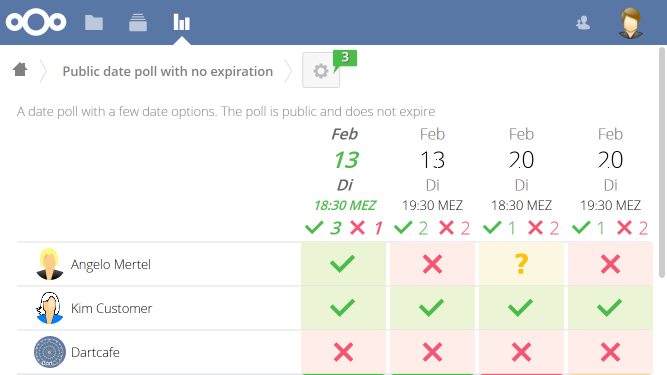 3
Public date poll with no expiration
A date poll with a few date options. The poll is public and does not expire
Feb Feb Feb Feb
13 13 20 20
Di Di Di Di
18:30 MEZ 19:30 MEZ 18:30 MEZ 19:30 MEZ
3 1 2 2 1 2 1 2
Angelo Mertel ?
Kim Customer
Dartcafe